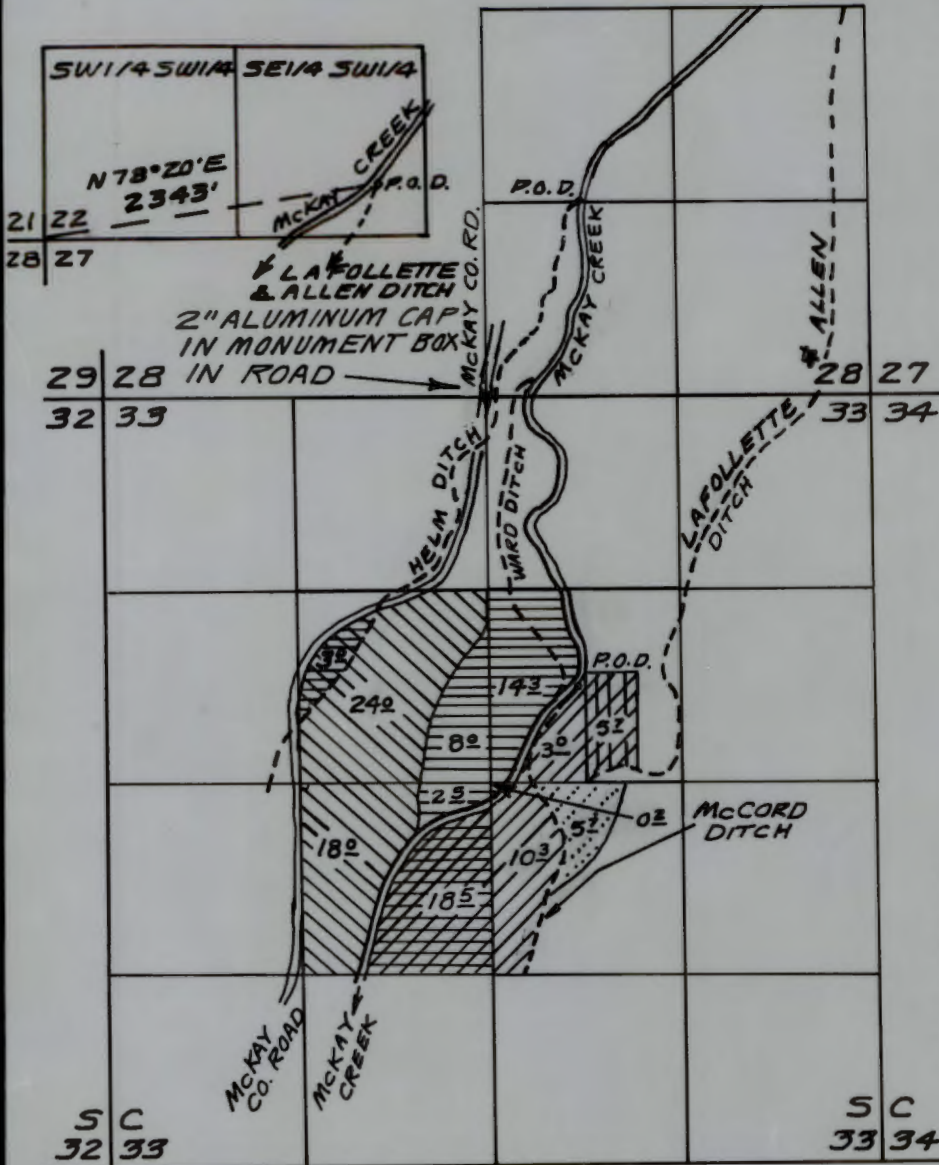 SW1/4 SW1/4 SE1/4 SW1/4
N 78°20'E
2343'
McKAY CREEK
P.O.D.
21 22
28 27
LAFOLLETTE
& ALLEN DITCH
2" ALUMINUM CAP
IN MONUMENT BOX
IN ROAD
McKAY CO. RD.
P.O.D.
McKAY CREEK
& ALLEN
29 28
32 33
28 27
33 34
LAFOLLETTE
DITCH
HELM DITCH
WARD DITCH
P.O.D.
3.0
24.0
14.3
8.0
3.0
5.7
2.5
0.2
McCORD
DITCH
18.0
10.3
5.7
18.5
McKAY
CO. ROAD
McKAY
CREEK
S C
32 33
S C
33 34